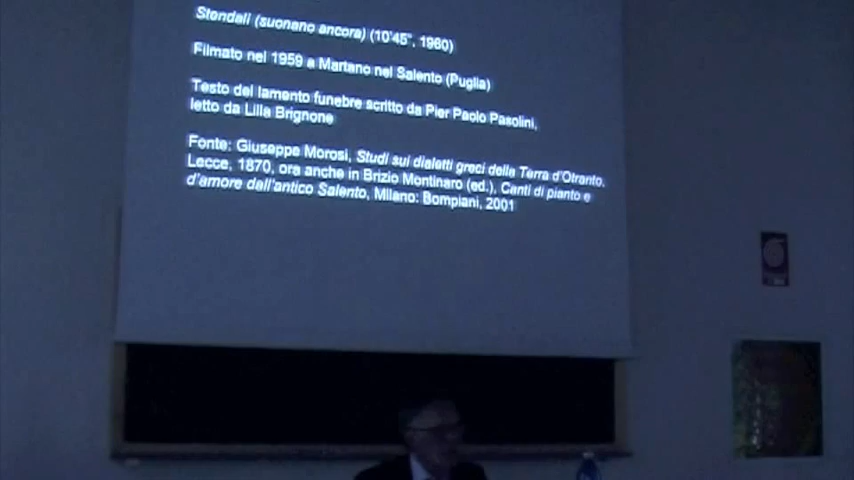 Stendalì (suonano ancora) (10'45", 1960)
Filmato nel 1959 a Martano nel Salento (Puglia)
Testo del lamento funebre scritto da Pier Paolo Pasolini,
letto da Lilla Brignone
Fonte: Giuseppe Morosi, Studi sui dialetti greci della Terra d'Otranto,
Lecce, 1870, ora anche in Brizio Montinaro (ed.), Canti di pianto e
d'amore dall'antico Salento, Milano: Bompiani, 2001